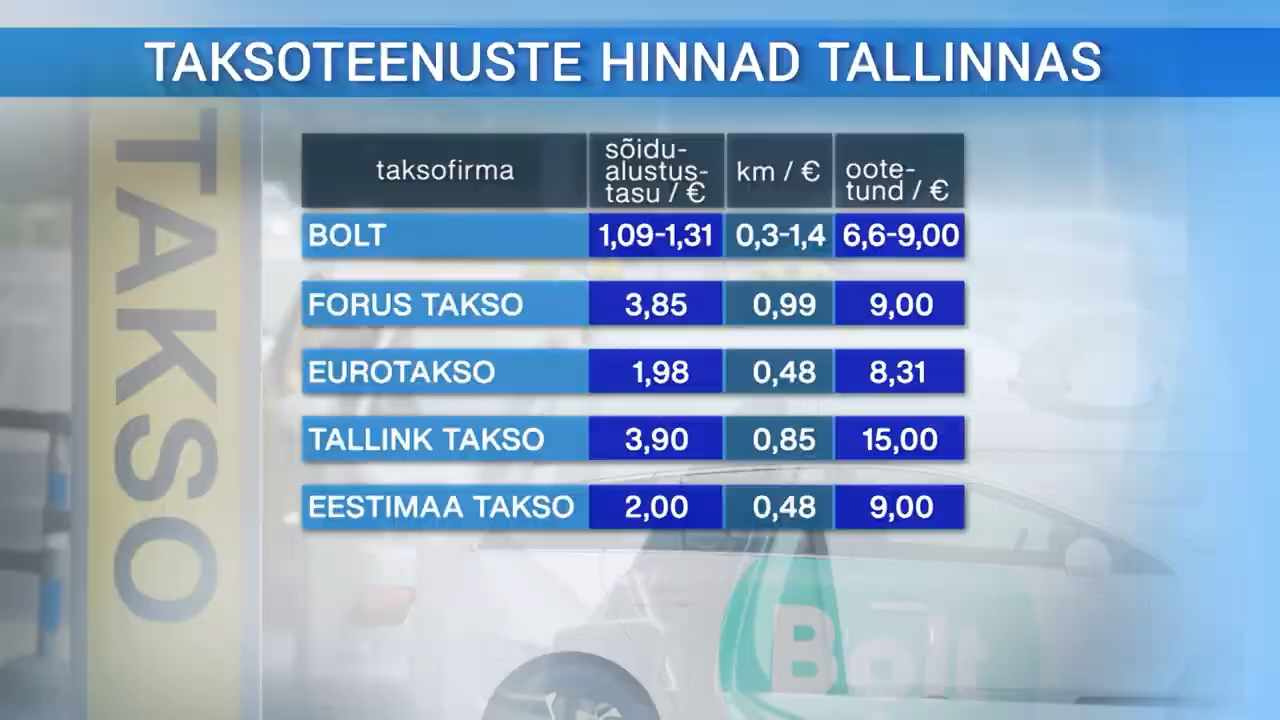 TAKSOTEENUSTE HINNAD TALLINNAS
TAKSO
taksofirma
sõidu-
alustus-
tasu / €
km / €
oote-
tund / €
BOLT 1,09-1,31 0,3-1,4 6,6-9,00
FORUS TAKSO 3,85 0,99 9,00
EUROTAKSO 1,98 0,48 8,31
TALLINK TAKSO 3,90 0,85 15,00
EESTIMAA TAKSO 2,00 0,48 9,00
Bolt